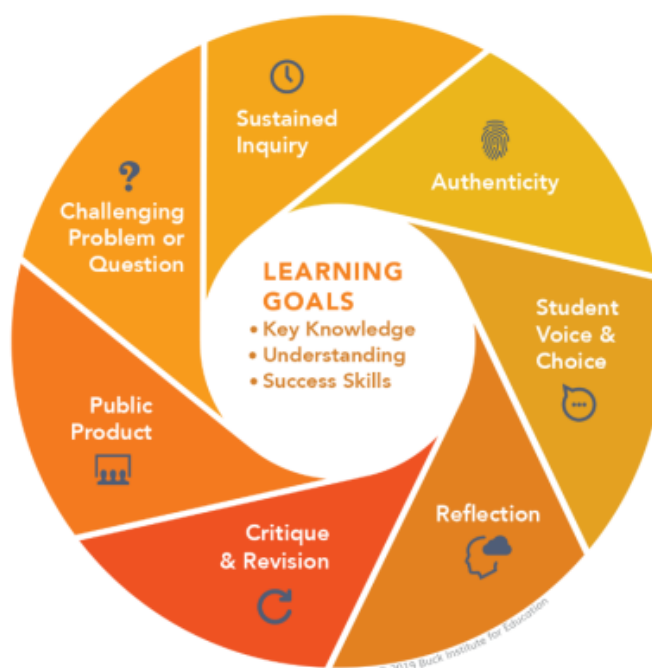 LEARNING
GOALS
• Key Knowledge
• Understanding
• Success Skills
?
Challenging
Problem or
Question
Sustained
Inquiry
Authenticity
Student
Voice &
Choice
Reflection
Critique
& Revision
Public
Product
2019 Buck Institute for Education